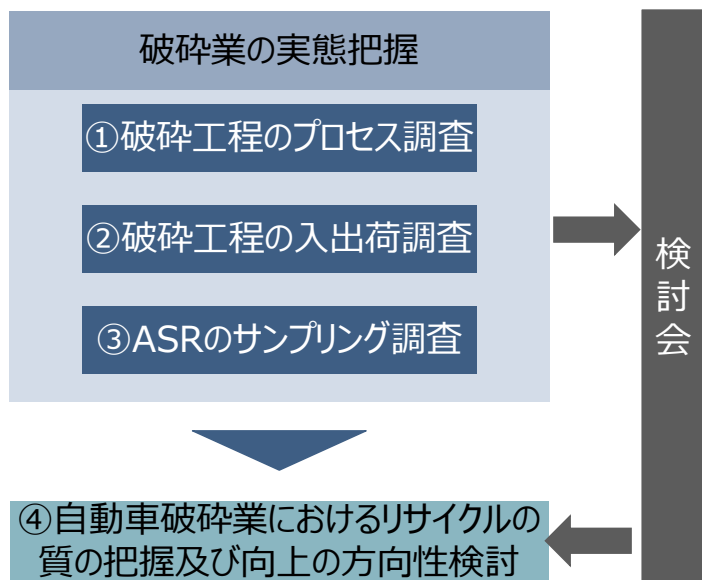 破砕業の実態把握
①破砕工程のプロセス調査
②破砕工程の入出荷調査
③ASRのサンプリング調査
検討会
④自動車破砕業におけるリサイクルの
質の把握及び向上の方向性検討